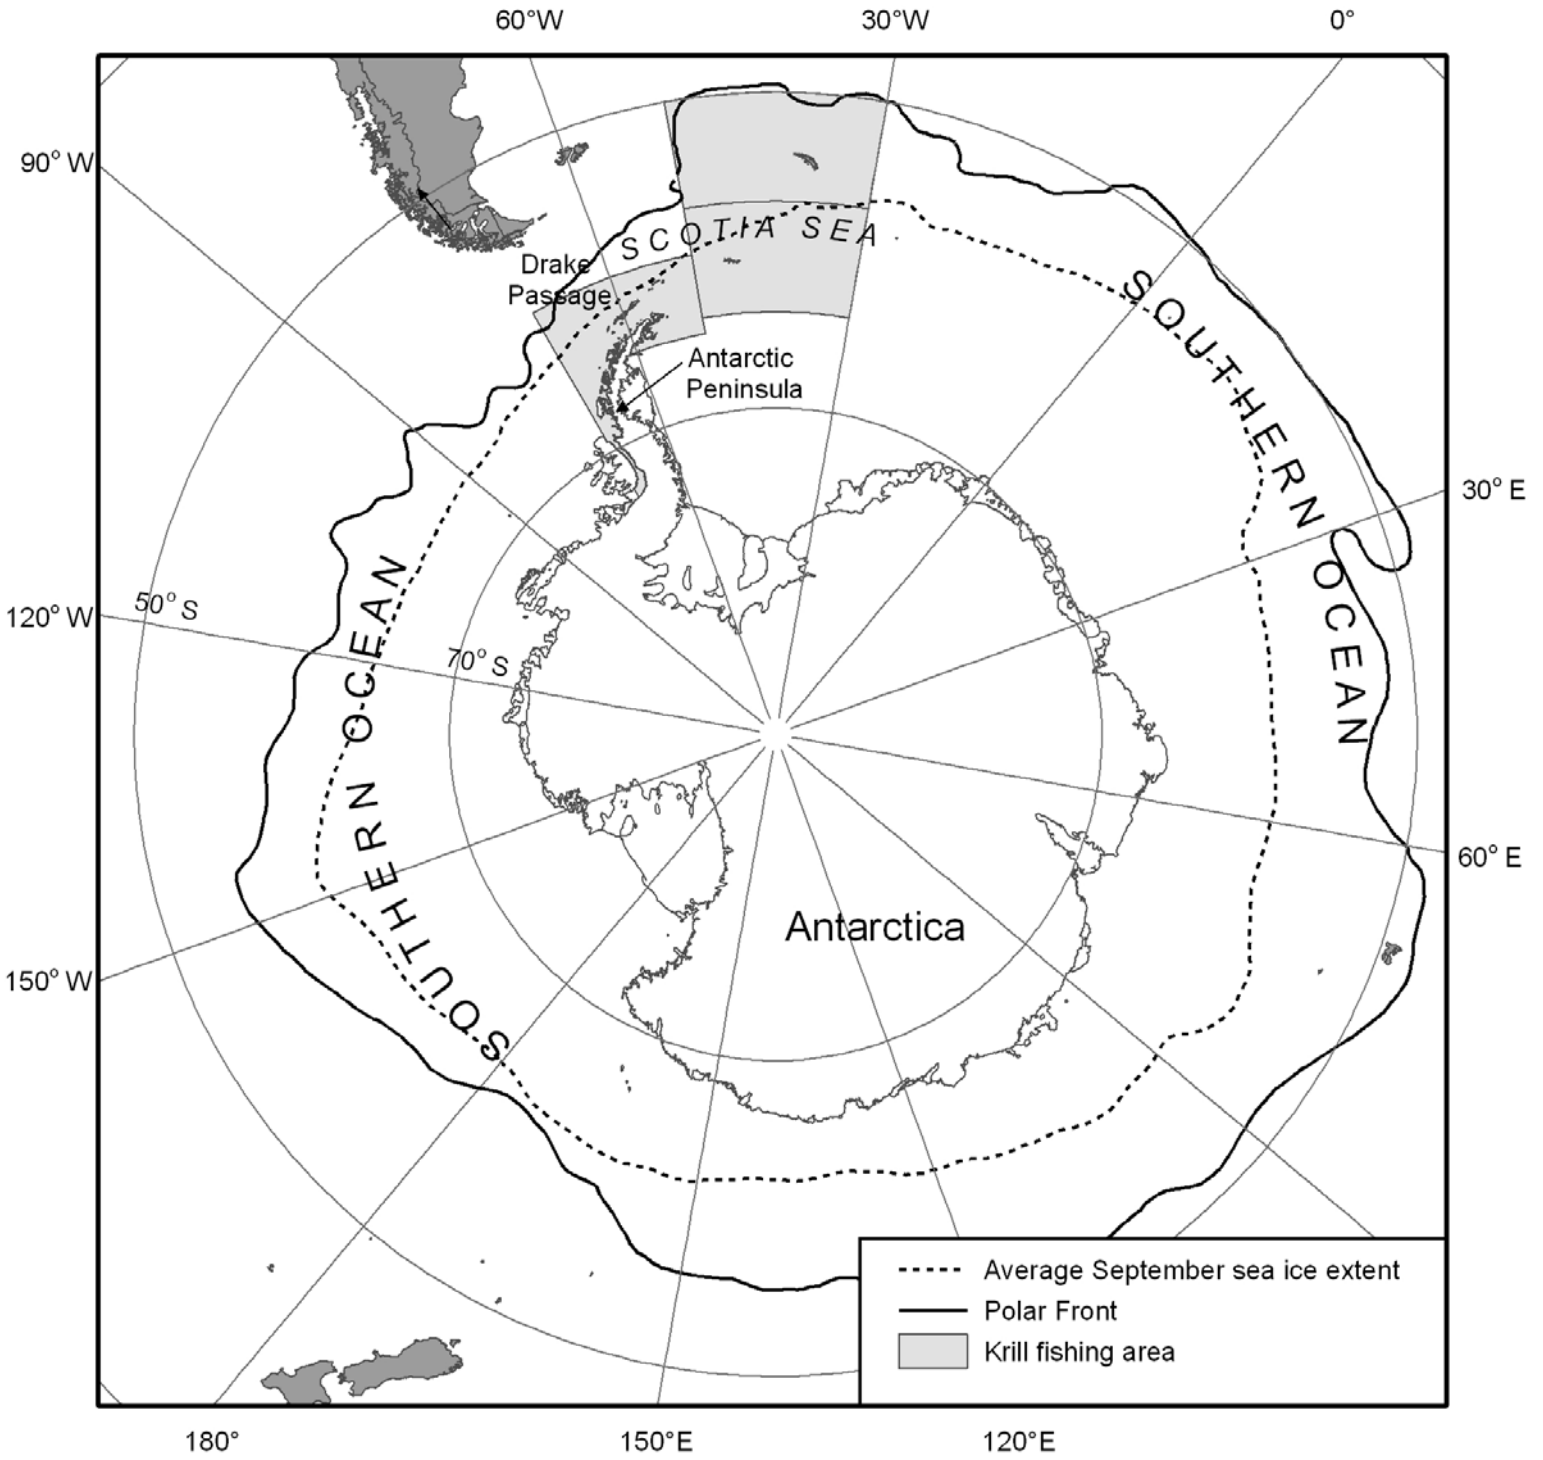 60°W
30°W
0°
90° W
SCOTIA SEA
Drake
Passage
Antarctic
Peninsula
SOUTHERN OCEAN
30° E
50° S
120° W
70° S
SOUTHERN OCEAN
60° E
Antarctica
150° W
Average September sea ice extent
Polar Front
Krill fishing area
180°
150°E
120°E